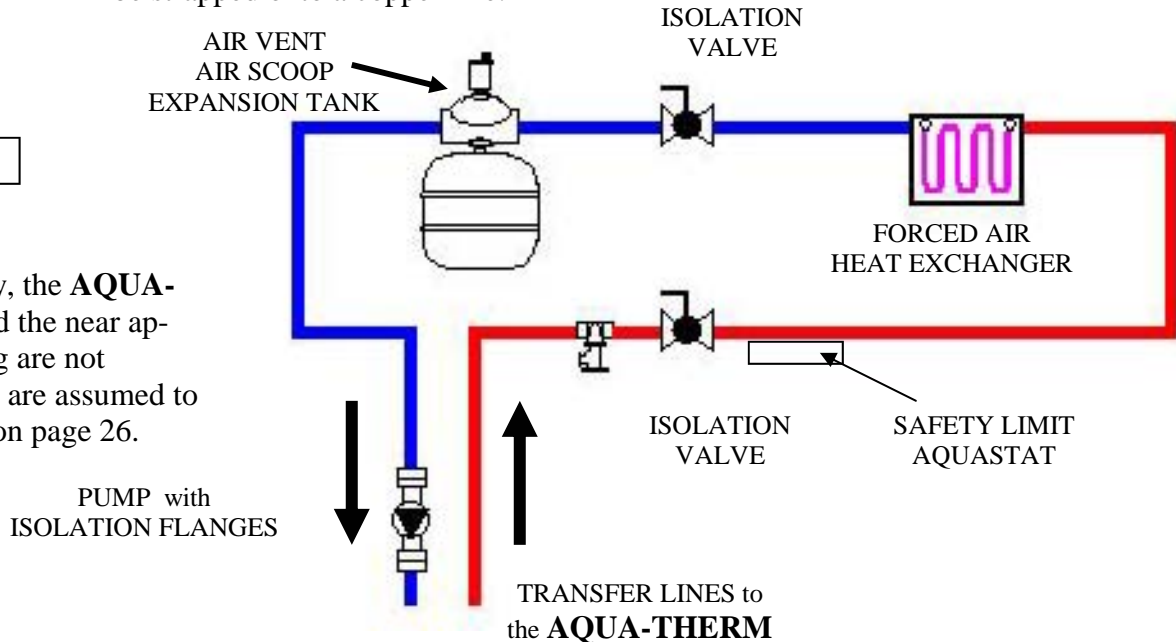 ISOLATION
VALVE
AIR VENT
AIR SCOOP
EXPANSION TANK
FORCED AIR
HEAT EXCHANGER
y, the AQUA-
d the near ap-
g are not
are assumed to
on page 26.
ISOLATION
VALVE
SAFETY LIMIT
AQUASTAT
PUMP with
ISOLATION FLANGES
TRANSFER LINES to
the AQUA-THERM